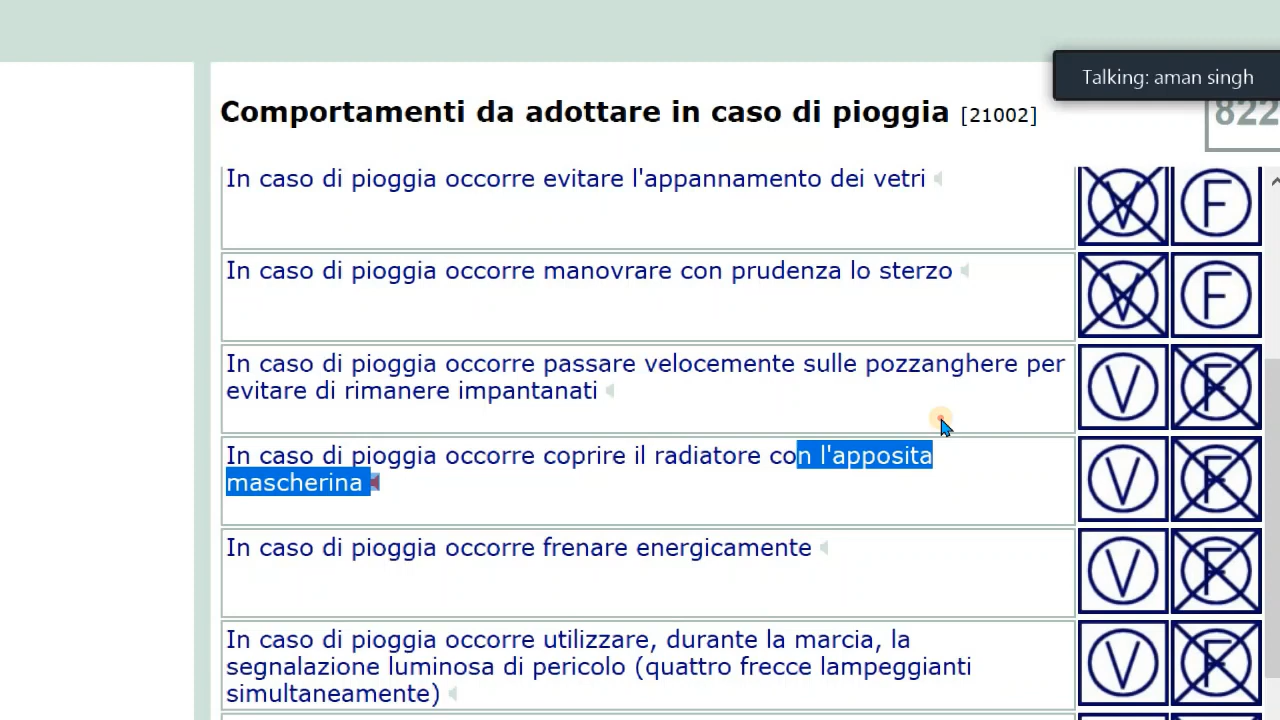 Talking: aman singh
Comportamenti da adottare in caso di pioggia [21002]
822
In caso di pioggia occorre evitare l'appannamento dei vetri
V F
In caso di pioggia occorre manovrare con prudenza lo sterzo
V F
In caso di pioggia occorre passare velocemente sulle pozzanghere per
evitare di rimanere impantanati
V F
In caso di pioggia occorre coprire il radiatore con l'apposita
mascherina
V F
In caso di pioggia occorre frenare energicamente
V F
In caso di pioggia occorre utilizzare, durante la marcia, la
segnalazione luminosa di pericolo (quattro frecce lampeggianti
simultaneamente)
V F